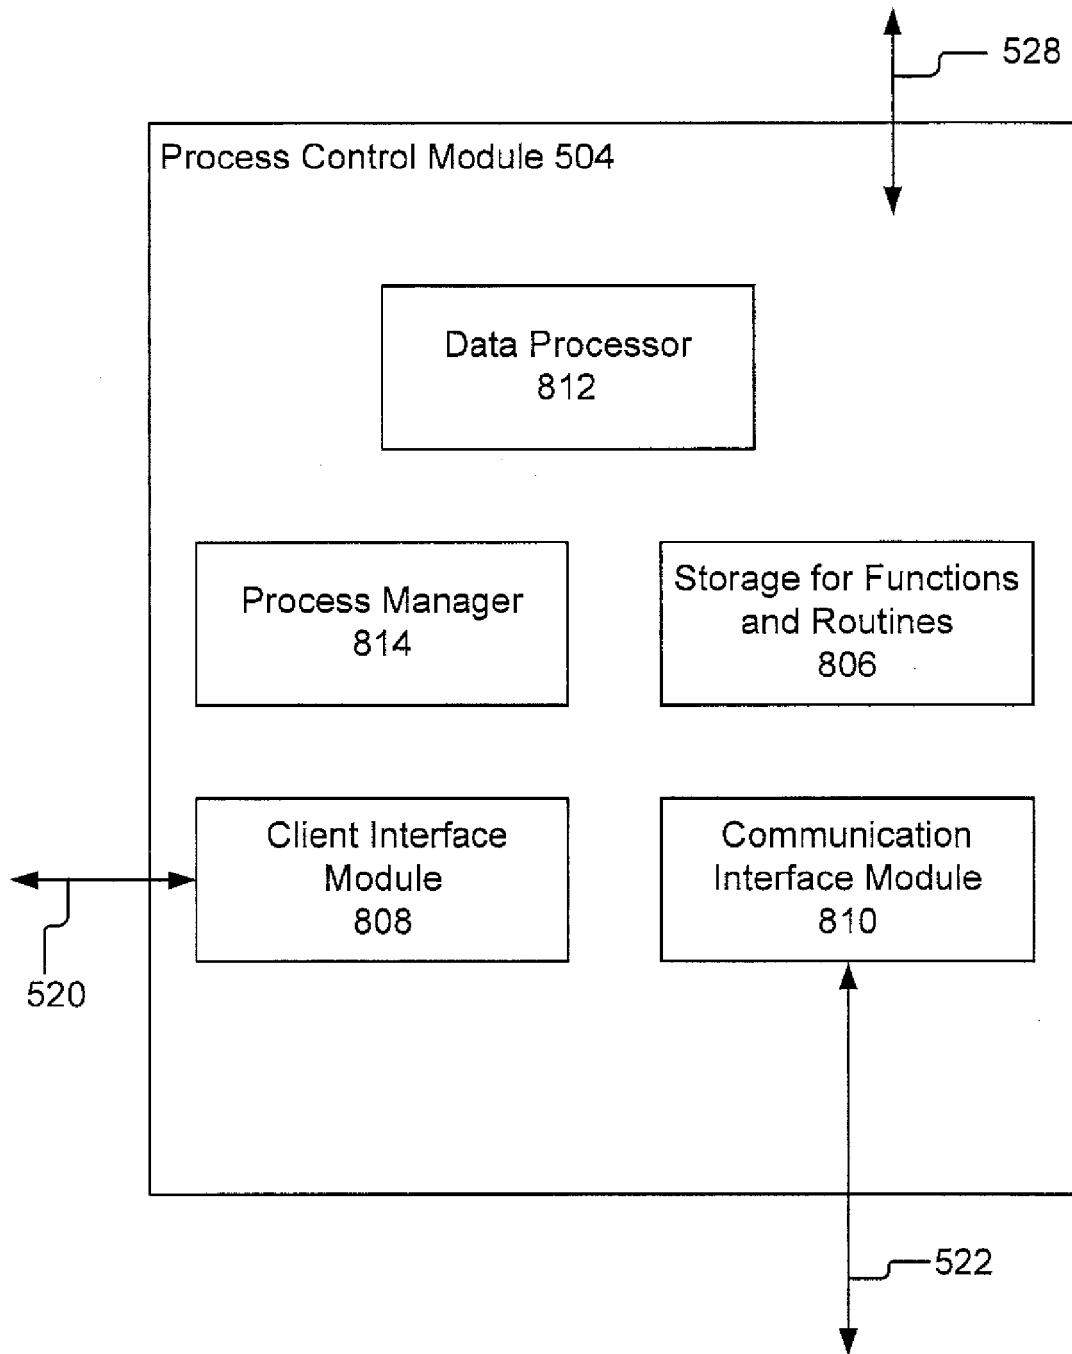 528
Process Control Module 504
Data Processor
812
Process Manager
814
Storage for Functions
and Routines
806
Client Interface
Module
808
Communication
Interface Module
810
520
522